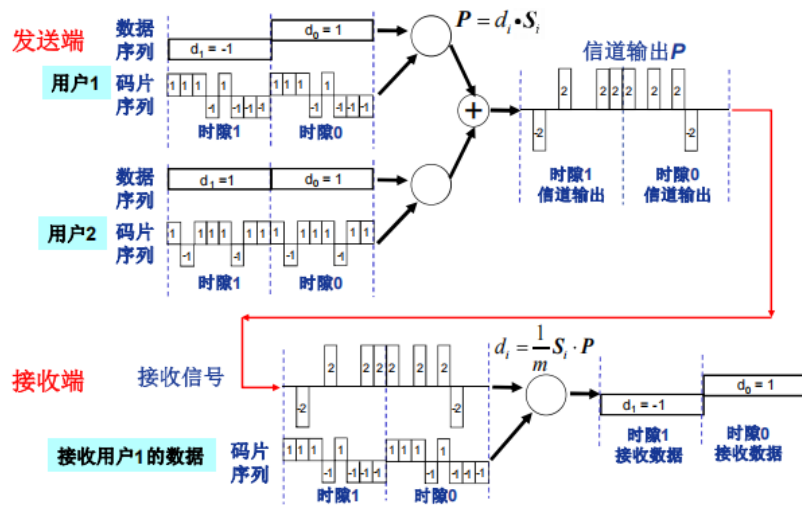 发送端
用户1
数据
序列
d₁ = -1
d₀ = 1
码片
序列
1 1 1 -1 1 -1 -1 -1 1 1 1 -1 1 -1 -1 -1
时隙1
时隙0
P = dᵢ•Sᵢ
+
信道输出P
-2 2 2 2 2 2 2 -2
时隙1
信道输出
时隙0
信道输出
用户2
数据
序列
d₁ =1
d₀ = 1
码片
序列
1 -1 1 1 1 -1 1 1 1 -1 1 1 1 -1 1 1
时隙1
时隙0
接收端
接收信号
-2 2 2 2 2 2 2 -2
dᵢ = 1/m Sᵢ · P
接收用户1的数据
码片
序列
1 1 1 -1 1 -1 -1 -1 1 1 1 -1 1 -1 -1 -1
时隙1
时隙0
d₁ = -1
d₀ = 1
时隙1
接收数据
时隙0
接收数据